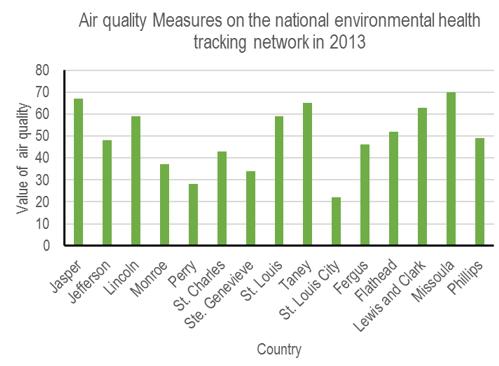 Air quality Measures on the national environmental health
tracking network in 2013
Value of air quality
80
70
60
50
40
30
20
10
0
Jasper
Jefferson
Lincoln
Monroe
Perry
St. Charles
Ste. Genevieve
St. Louis
Taney
St. Louis City
Fergus
Flathead
Lewis and Clark
Missoula
Phillips
Country